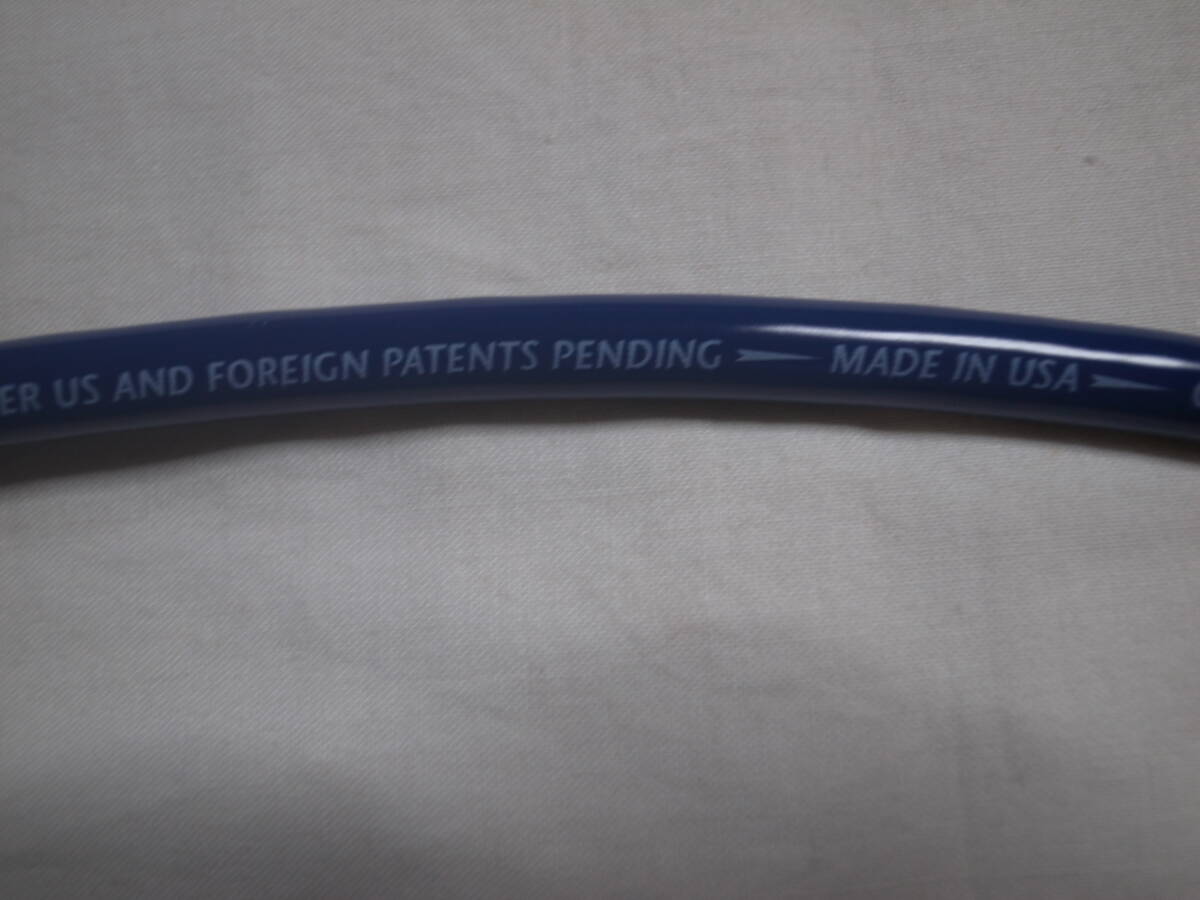 ER US AND FOREIGN PATENTS PENDING MADE IN USA